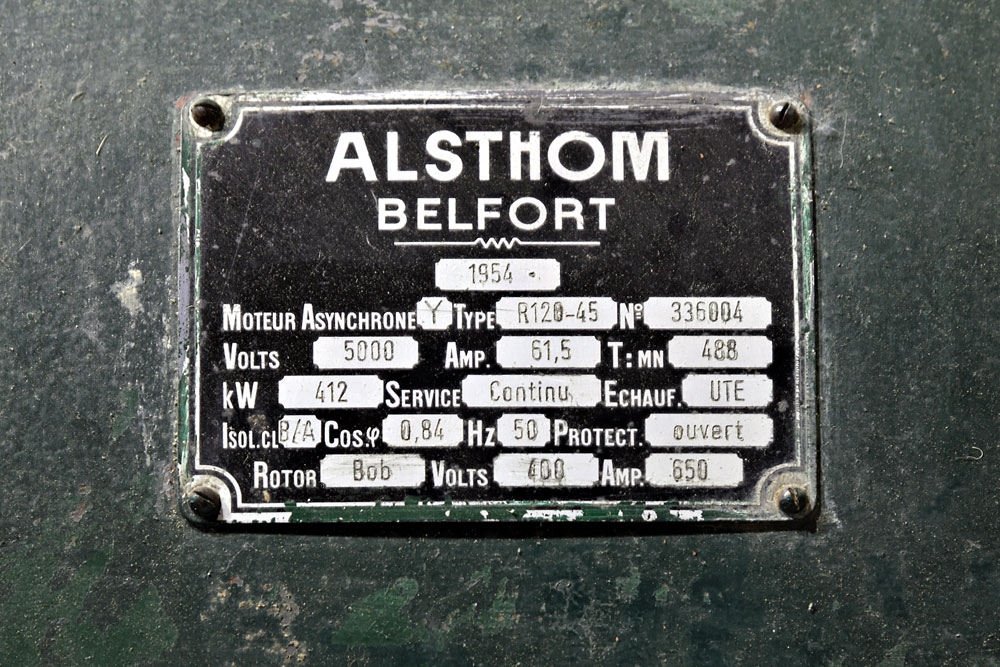 ALSTHOM
BELFORT
1954
MOTEUR ASYNCHRONE Y TYPE R120-45 No 336004
VOLTS 5000 AMP. 61,5 T:MN 488
KW 412 SERVICE Continu ECHAUF. UTE
ISOL.CL B/A COS.φ 0,84 HZ 50 PROTECT. ouvert
ROTOR Bob VOLTS 400 AMP. 650